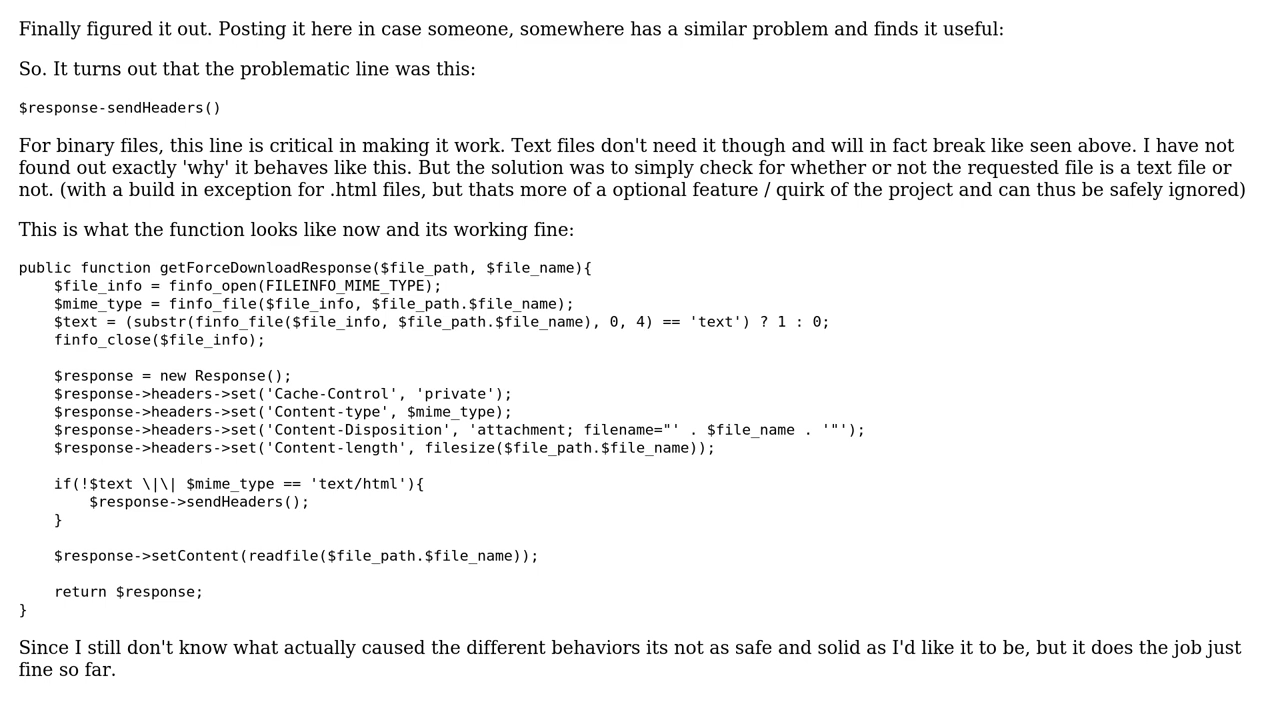 Finally figured it out. Posting it here in case someone, somewhere has a similar problem and finds it useful:
So. It turns out that the problematic line was this:
$response-sendHeaders()
For binary files, this line is critical in making it work. Text files don't need it though and will in fact break like seen above. I have not
found out exactly 'why' it behaves like this. But the solution was to simply check for whether or not the requested file is a text file or
not. (with a build in exception for .html files, but thats more of a optional feature / quirk of the project and can thus be safely ignored)
This is what the function looks like now and its working fine:
public function getForceDownloadResponse($file_path, $file_name){
    $file_info = finfo_open(FILEINFO_MIME_TYPE);
    $mime_type = finfo_file($file_info, $file_path.$file_name);
    $text = (substr(finfo_file($file_info, $file_path.$file_name), 0, 4) == 'text') ? 1 : 0;
    finfo_close($file_info);
    $response = new Response();
    $response->headers->set('Cache-Control', 'private');
    $response->headers->set('Content-type', $mime_type);
    $response->headers->set('Content-Disposition', 'attachment; filename="' . $file_name . '"');
    $response->headers->set('Content-length', filesize($file_path.$file_name));
    if(!$text \|\| $mime_type == 'text/html'){
        $response->sendHeaders();
    }
    $response->setContent(readfile($file_path.$file_name));
    return $response;
}
Since I still don't know what actually caused the different behaviors its not as safe and solid as I'd like it to be, but it does the job just
fine so far.